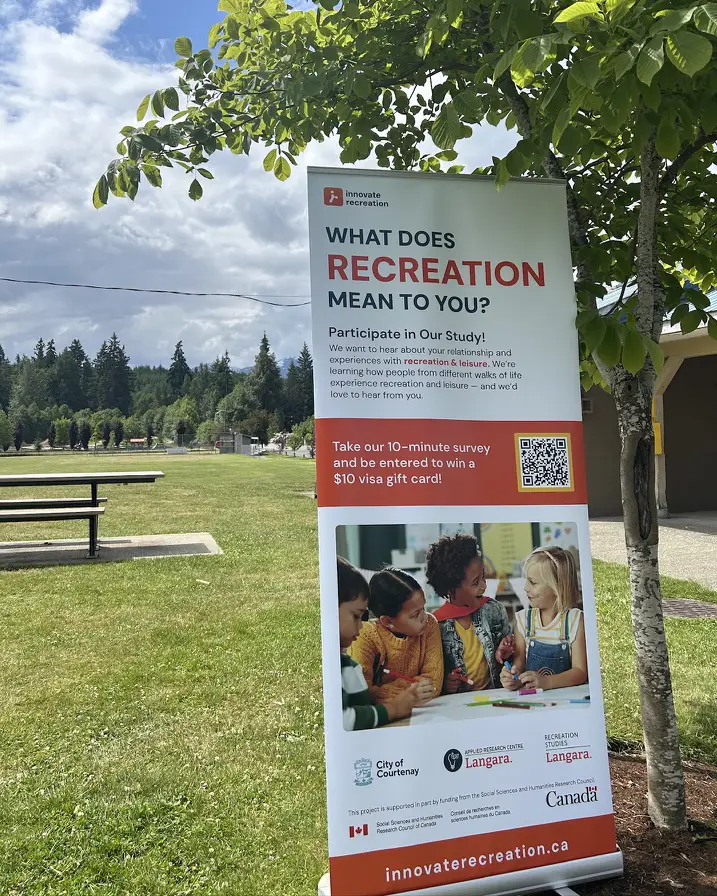 innovate
recreation
WHAT DOES
RECREATION
MEAN TO YOU?
Participate in Our Study!
We want to hear about your relationship and
experiences with recreation & leisure. We're
learning how people from different walks of life
experience recreation and leisure — and we'd
love to hear from you.
Take our 10-minute survey
and be entered to win a
$10 visa gift card!
City of
Courtenay
APPLIED RESEARCH CENTRE
Langara.
RECREATION
STUDIES
Langara.
This project is supported in part by funding from the Social Sciences and Humanities Research Council.
Social Sciences and Humanities
Research Council of Canada
Conseil de recherches en
sciences humaines du Canada
Canada
innovaterecreation.ca